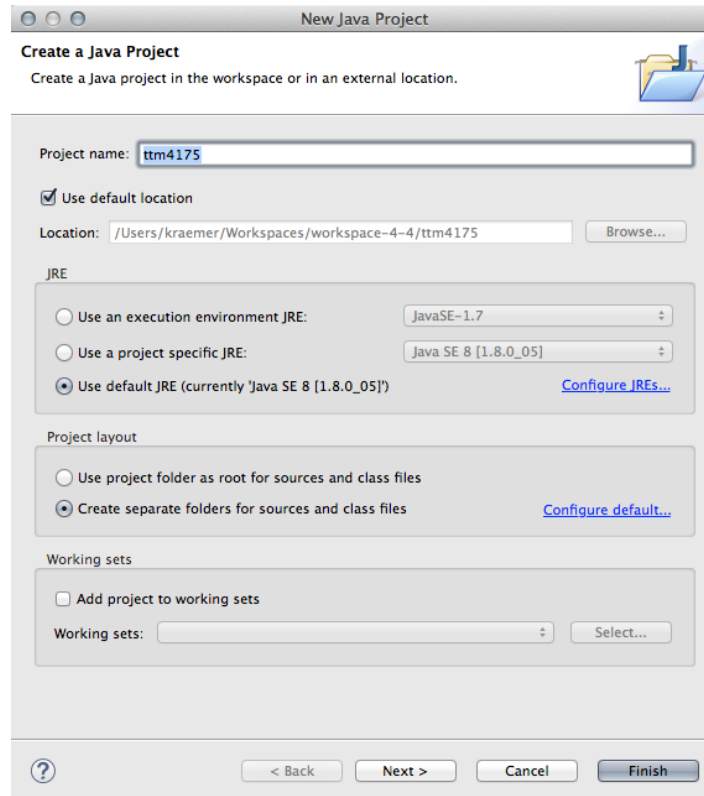 New Java Project
Create a Java Project
Create a Java project in the workspace or in an external location.
Project name: ttm4175
Use default location
Location: /Users/kraemer/Workspaces/workspace-4-4/ttm4175 Browse...
JRE
Use an execution environment JRE: JavaSE-1.7
Use a project specific JRE: Java SE 8 [1.8.0_05]
Use default JRE (currently 'Java SE 8 [1.8.0_05]') Configure JREs...
Project layout
Use project folder as root for sources and class files
Create separate folders for sources and class files Configure default...
Working sets
Add project to working sets
Working sets: Select...
? < Back Next > Cancel Finish